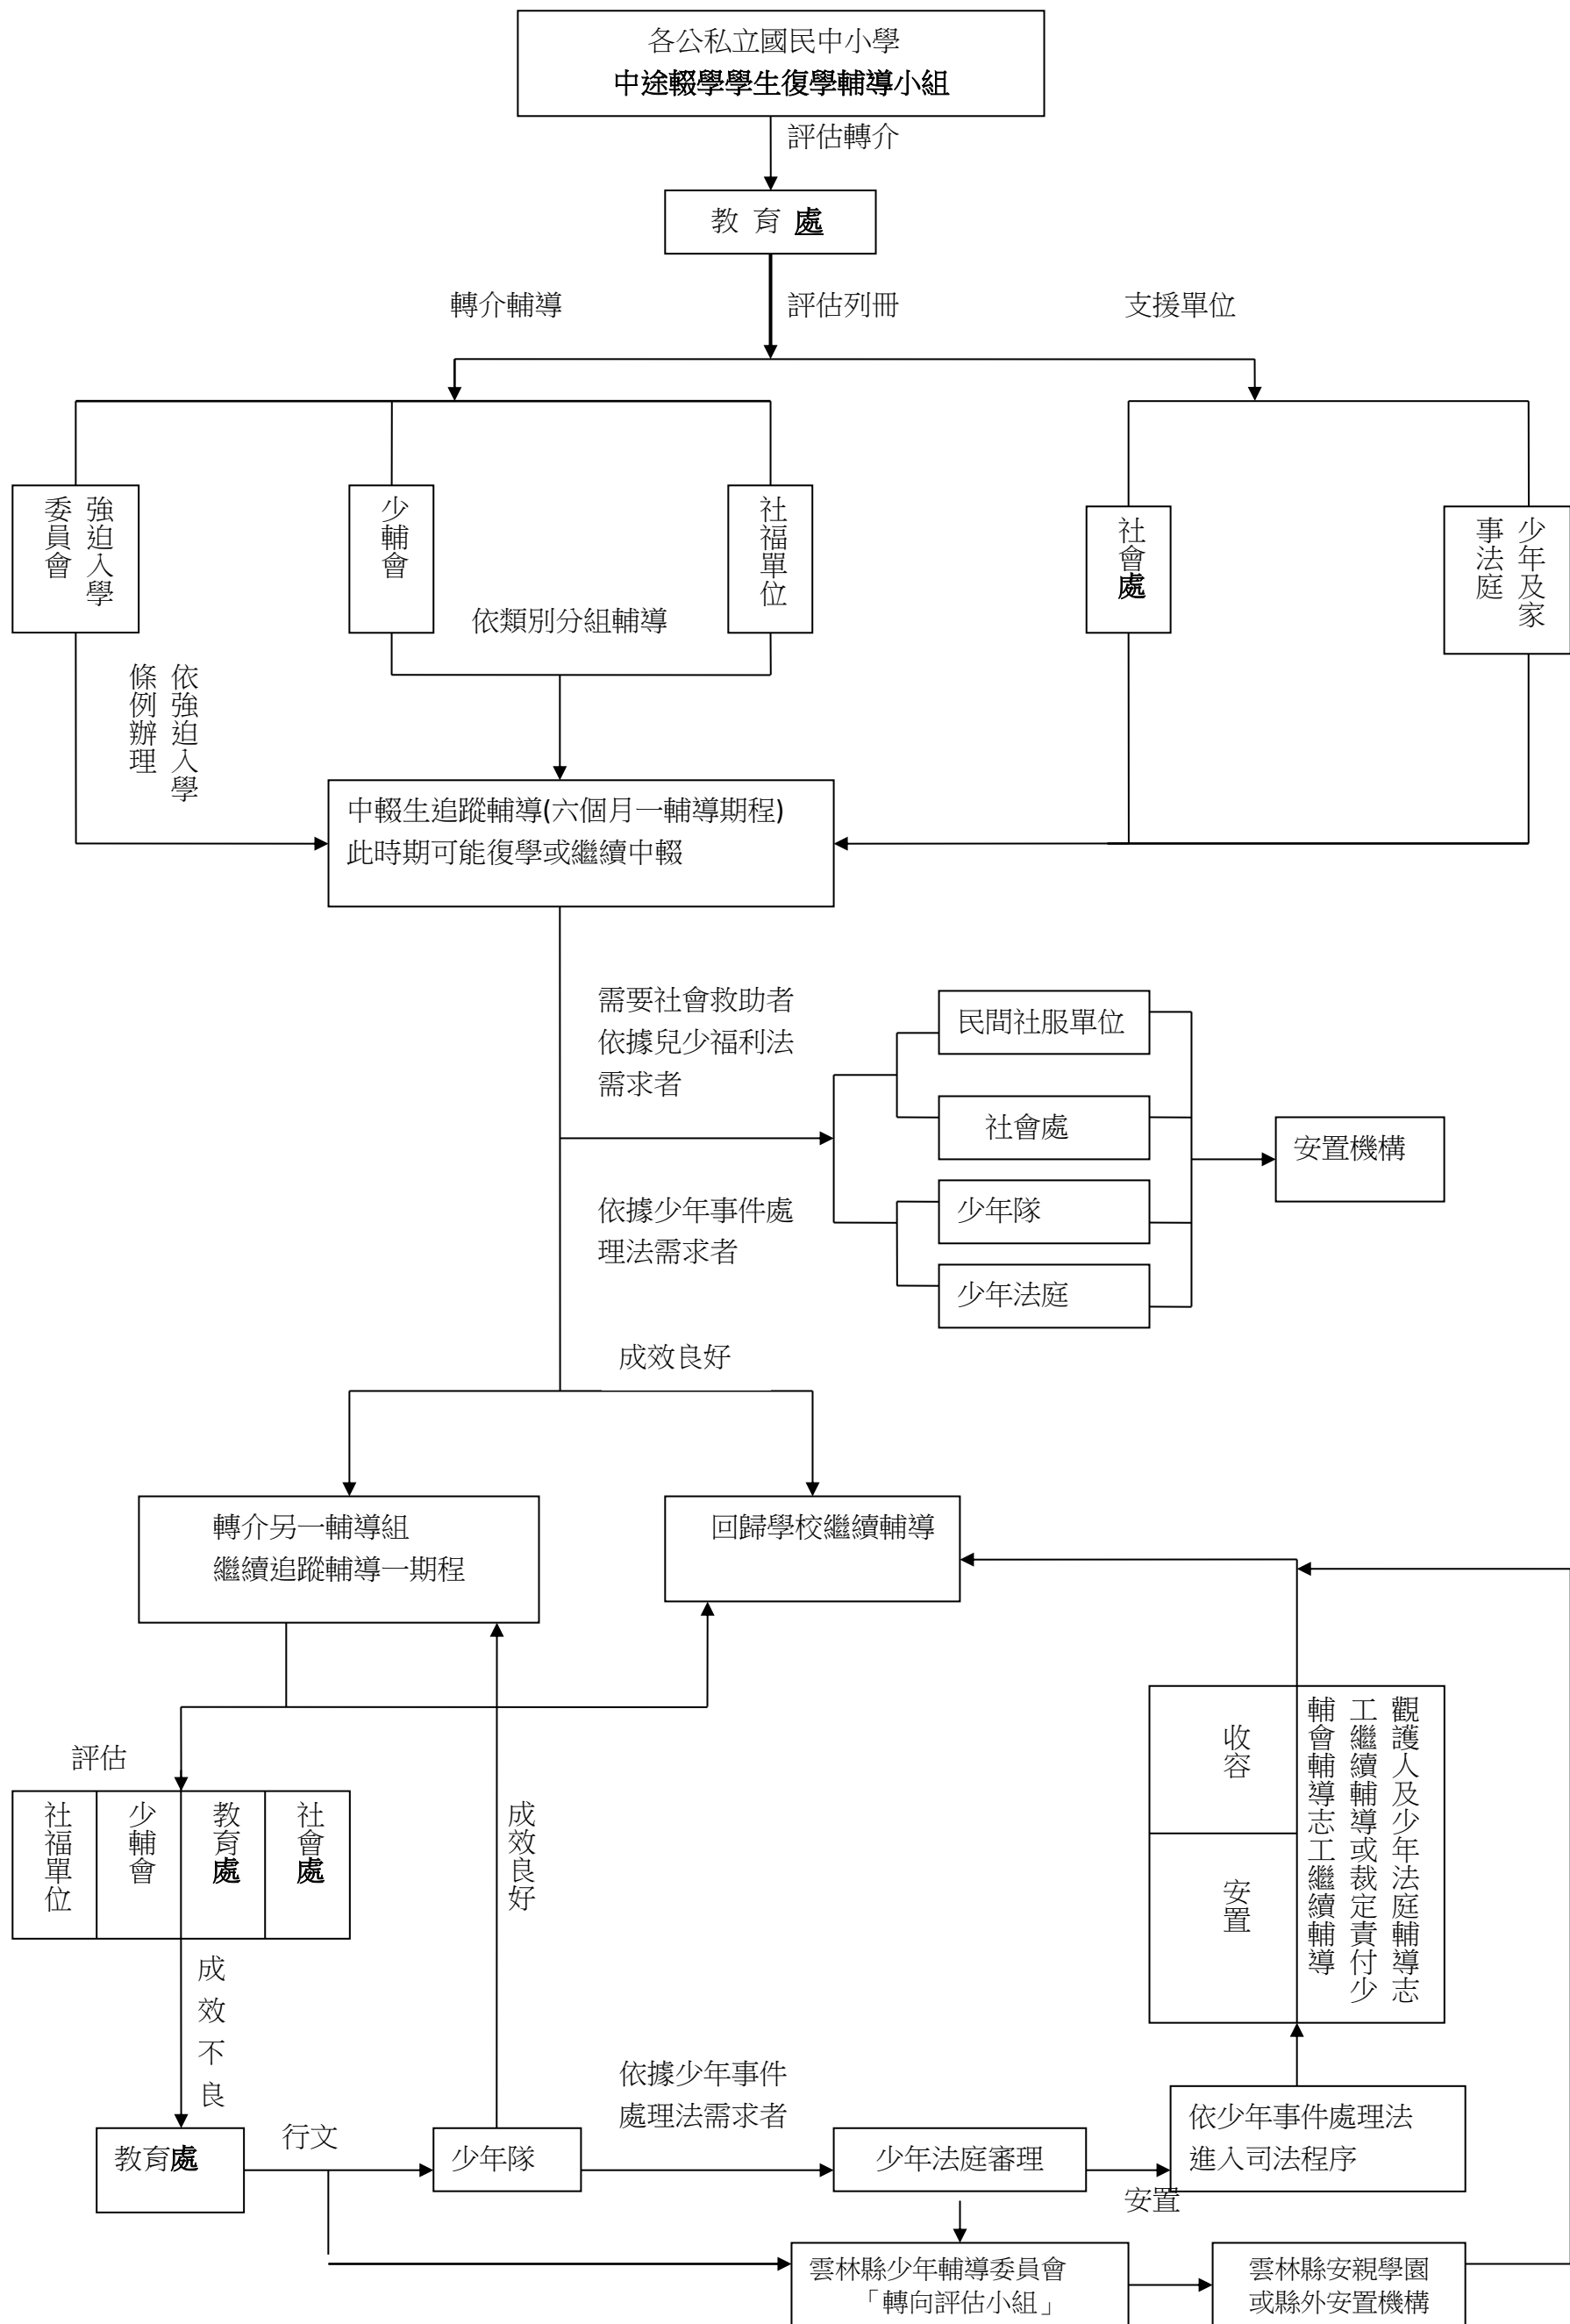 各公私立國民中小學
中途輟學學生復學輔導小組
評估轉介
教 育 處
轉介輔導
評估列冊
支援單位
強迫入學
委員會
少輔會
社福單位
社會處
少年及家
事法庭
依類別分組輔導
依強迫入學
條例辦理
中輟生追蹤輔導(六個月一輔導期程)
此時期可能復學或繼續中輟
需要社會救助者
依據兒少福利法
需求者
民間社服單位
社會處
安置機構
依據少年事件處
理法需求者
少年隊
少年法庭
成效良好
轉介另一輔導組
繼續追蹤輔導一期程
回歸學校繼續輔導
評估
社福單位
少輔會
教育處
社會處
成效良好
收容
安置
觀護人及少年法庭輔導志
工繼續輔導或裁定責付少
輔會輔導志工繼續輔導
成效不良
教育處
行文
少年隊
依據少年事件
處理法需求者
少年法庭審理
依少年事件處理法
進入司法程序
安置
雲林縣少年輔導委員會
「轉向評估小組」
雲林縣安親學園
或縣外安置機構